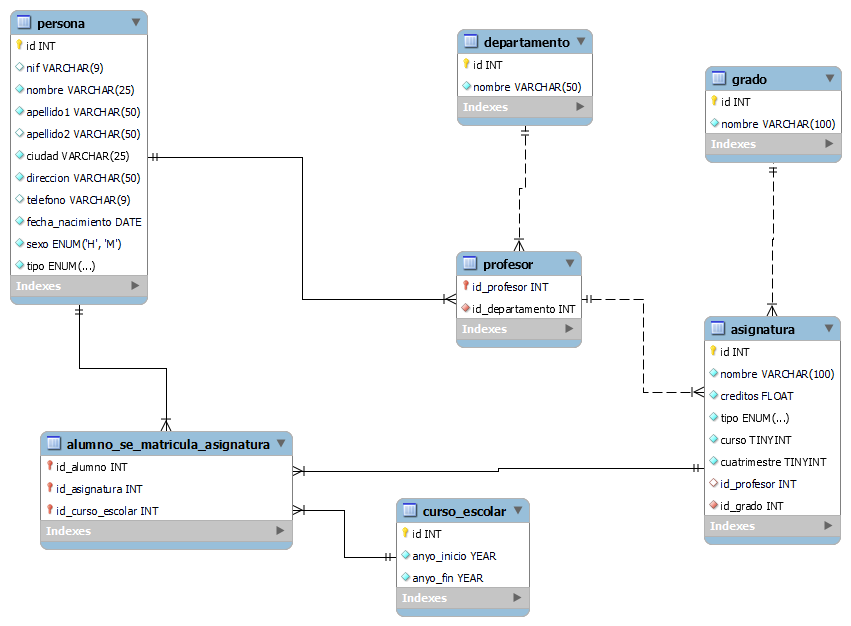 persona
id INT
nif VARCHAR(9)
nombre VARCHAR(25)
apellido1 VARCHAR(50)
apellido2 VARCHAR(50)
ciudad VARCHAR(25)
direccion VARCHAR(50)
telefono VARCHAR(9)
fecha_nacimiento DATE
sexo ENUM('H', 'M')
tipo ENUM(...)
Indexes
departamento
id INT
nombre VARCHAR(50)
Indexes
grado
id INT
nombre VARCHAR(100)
Indexes
profesor
id_profesor INT
id_departamento INT
Indexes
asignatura
id INT
nombre VARCHAR(100)
creditos FLOAT
tipo ENUM(...)
curso TINYINT
cuatrimestre TINYINT
id_profesor INT
id_grado INT
Indexes
alumno_se_matricula_asignatura
id_alumno INT
id_asignatura INT
id_curso_escolar INT
Indexes
curso_escolar
id INT
anyo_inicio YEAR
anyo_fin YEAR
Indexes